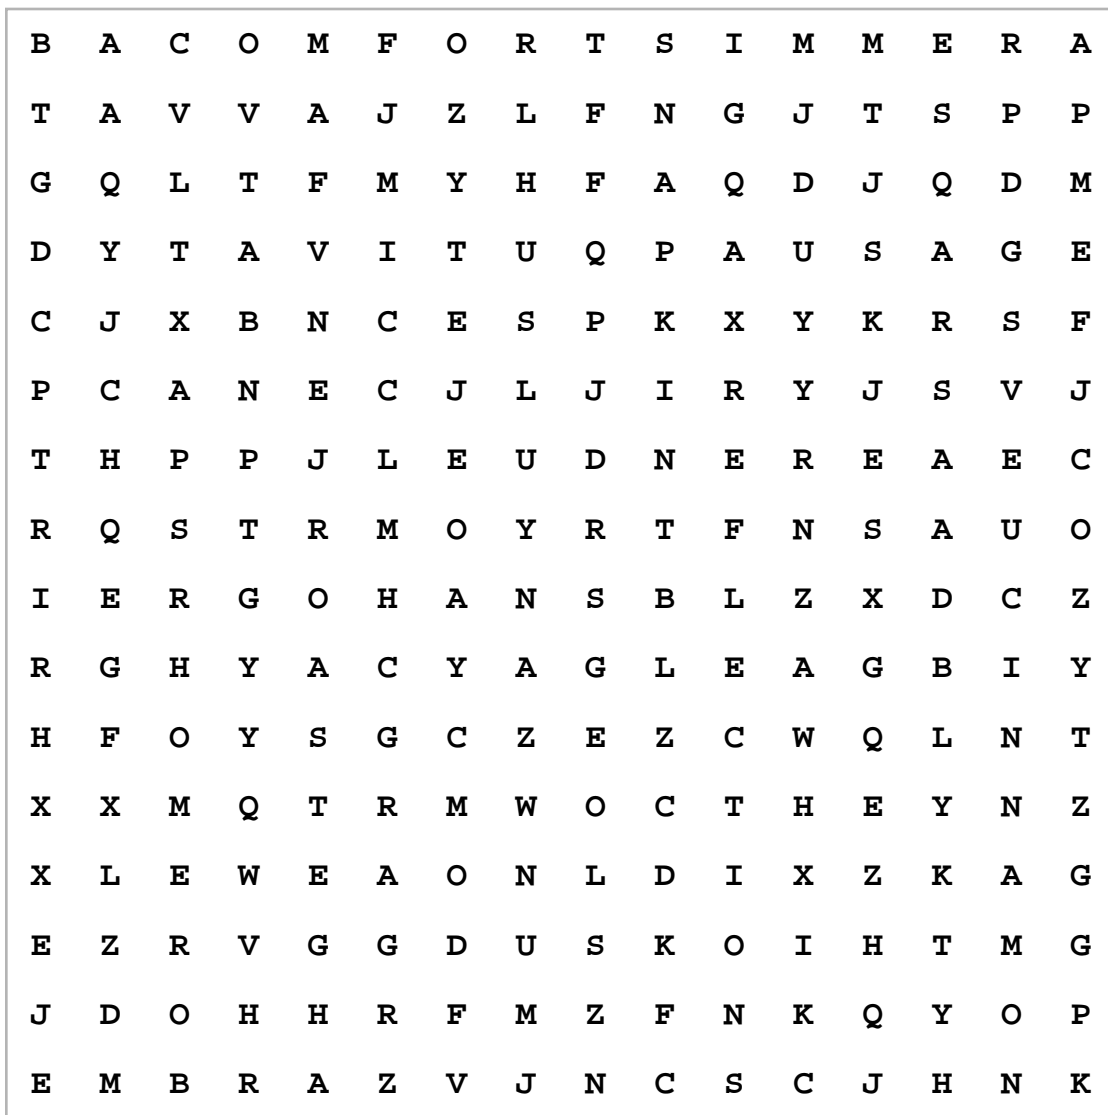 B A C O M F O R T S I M M E R A
T A V V A J Z L F N G J T S P P
G Q L T F M Y H F A Q D J Q D M
D Y T A V I T U Q P A U S A G E
C J X B N C E S P K X Y K R S F
P C A N E C J L J I R Y J S V J
T H P P J L E U D N E R E A E C
R Q S T R M O Y R T F N S A U O
I E R G O H A N S B L Z X D C Z
R G H Y A C Y A G L E A G B I Y
H F O Y S G C Z E Z C W Q L N T
X X M Q T R M W O C T H E Y N Z
X L E W E A O N L D I X Z K A G
E Z R V G G D U S K O I H T M G
J D O H H R F M Z F N K Q Y O P
E M B R A Z V J N C S C J H N K